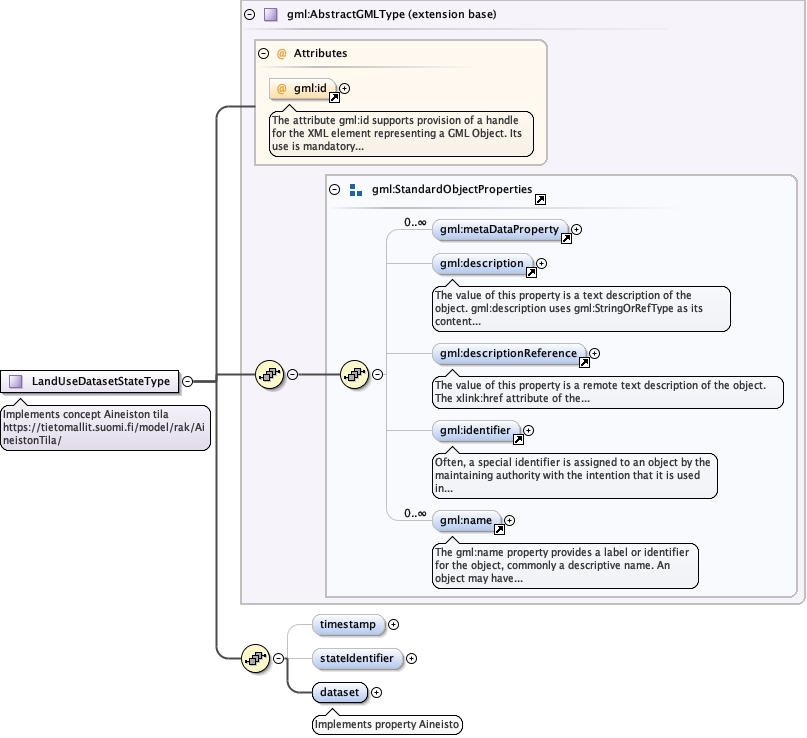 gml:AbstractGMLType (extension base)
@ Attributes
@ gml:id
The attribute gml:id supports provision of a handle
for the XML element representing a GML Object. Its
use is mandatory...
gml:StandardObjectProperties
0..∞
gml:metaDataProperty
gml:description
The value of this property is a text description of the
object. gml:description uses gml:StringOrRefType as its
content...
gml:descriptionReference
The value of this property is a remote text description of the object.
The xlink:href attribute of the...
gml:identifier
Often, a special identifier is assigned to an object by the
maintaining authority with the intention that it is used
in...
0..∞
gml:name
The gml:name property provides a label or identifier
for the object, commonly a descriptive name. An
object may have...
LandUseDatasetStateType
Implements concept Aineiston tila
https://tietomallit.suomi.fi/model/rak/Ai
neistonTila/
timestamp
stateIdentifier
dataset
Implements property Aineisto